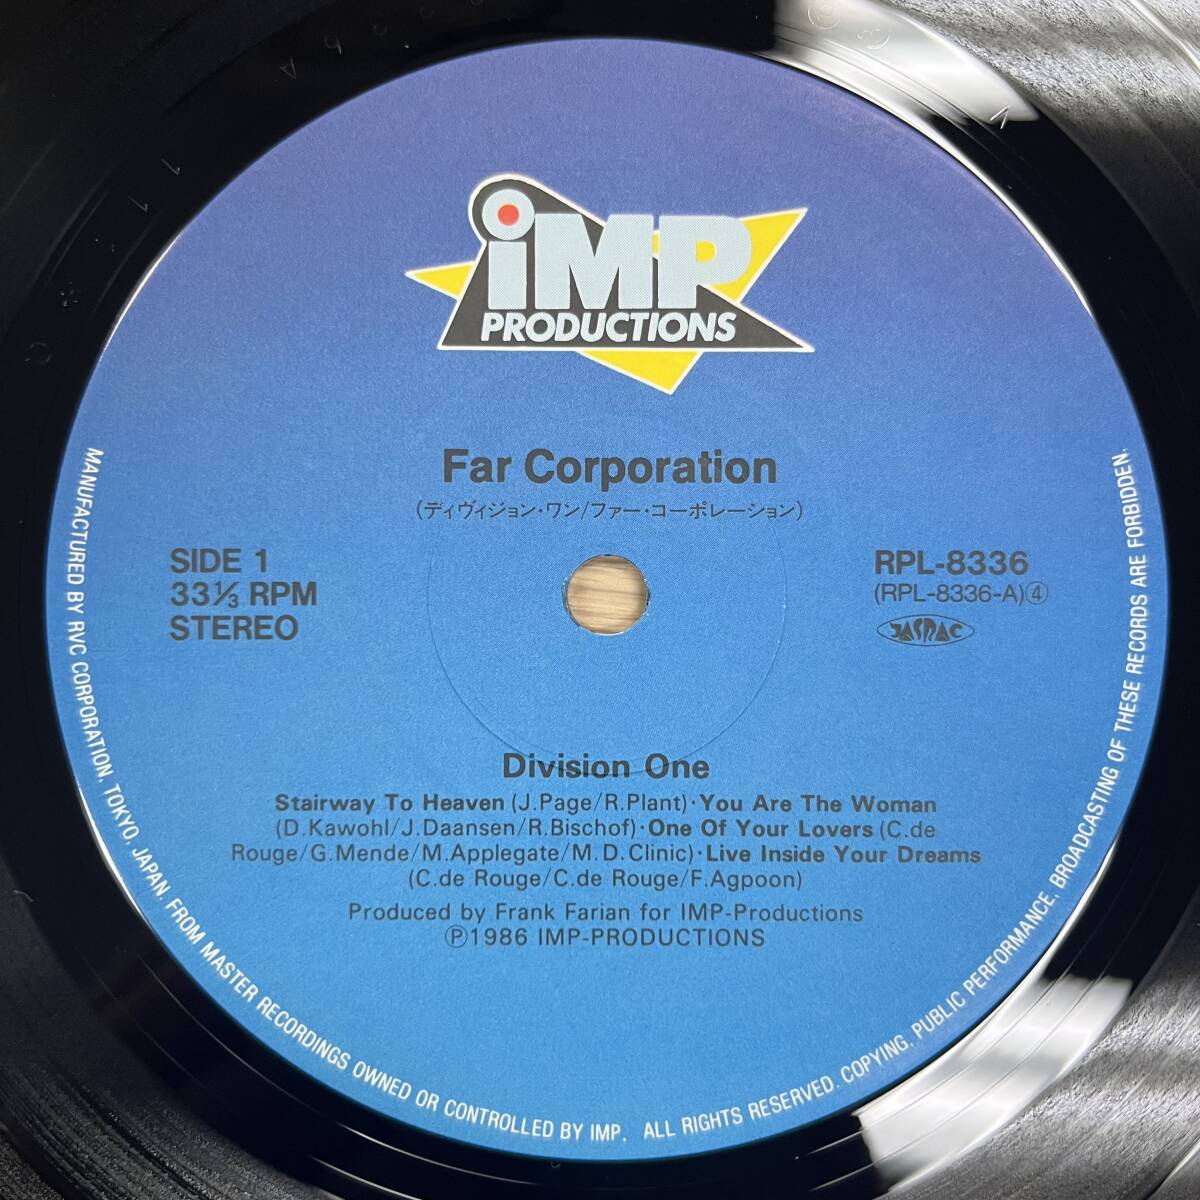 iMP
PRODUCTIONS
Far Corporation
(ディヴィジョン・ワン/ファー・コーポレーション)
SIDE 1
33⅓ RPM
STEREO
RPL-8336
(RPL-8336-A)④
JASRAC
Division One
Stairway To Heaven (J.Page/R.Plant)·You Are The Woman
(D.Kawohl/J.Daansen/R.Bischof)·One Of Your Lovers (C.de
Rouge/G.Mende/M.Applegate/M.D.Clinic)·Live Inside Your Dreams
(C.de Rouge/C.de Rouge/F.Agpoon)
Produced by Frank Farian for IMP-Productions
Ⓟ1986 IMP-PRODUCTIONS
MANUFACTURED BY RVC CORPORATION, TOKYO, JAPAN. FROM MASTER RECORDINGS OWNED OR CONTROLLED BY IMP. ALL RIGHTS RESERVED. COPYING, PUBLIC PERFORMANCE, BROADCASTING OF THESE RECORDS ARE FORBIDDEN.